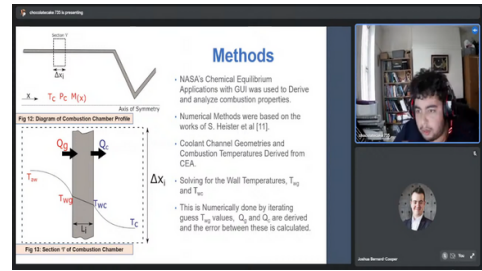 chocolatecake 733 is presenting
Section 'i'
Δxᵢ
x
T꜀ P꜀ M(x)
Axis of Symmetry
Fig 12: Diagram of Combustion Chamber Profile
Qg
Qc
Twg
Twc
Tc
Δxᵢ
Fig 13: Section 'i' of Combustion Chamber
Methods
• NASA's Chemical Equilibrium
Applications with GUI was used to Derive
and analyze combustion properties.
• Numerical Methods were based on the
works of S. Heister et al [11].
• Coolant Channel Geometries and
Combustion Temperatures Derived from
CEA.
• Solving for the Wall Temperatures, Twg
and Twc
• This is Numerically done by iterating
guess Twg values, Qg and Qc are derived
and the error between these is calculated.
Joshua Bernard-Cooper
You